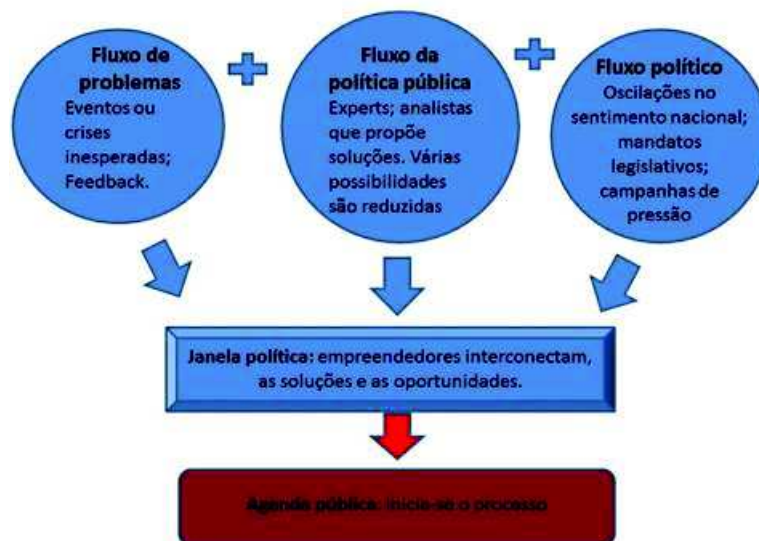 Fluxo de
problemas
Eventos ou
crises
inesperadas;
Feedback.
Fluxo da
política pública
Experts; analistas
que propõe
soluções. Várias
possibilidades
são reduzidas
Fluxo político
Oscilações no
sentimento nacional;
mandatos
legislativos;
campanhas de
pressão
Janela política: empreendedores interconectam,
as soluções e as oportunidades.
Agenda pública: inicia-se o processo